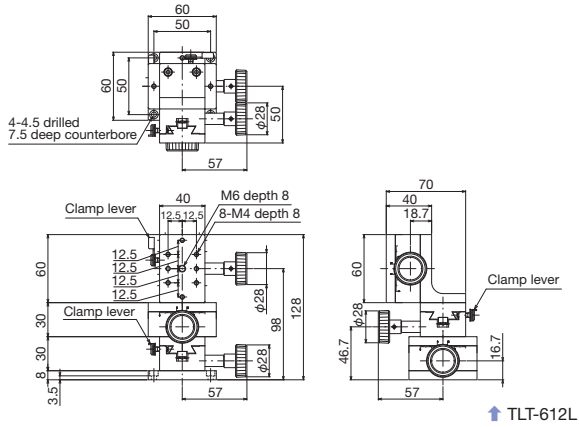 60
50
60
50
φ28
50
4-4.5 drilled
7.5 deep counterbore
57
40
M6 depth 8
8-M4 depth 8
Clamp lever
12.5 12.5
12.5
12.5
12.5
12.5
60
φ28
98
128
30
Clamp lever
30
φ28
8
3.5
57
70
40
18.7
60
Clamp lever
φ28
46.7
16.7
57
TLT-612L